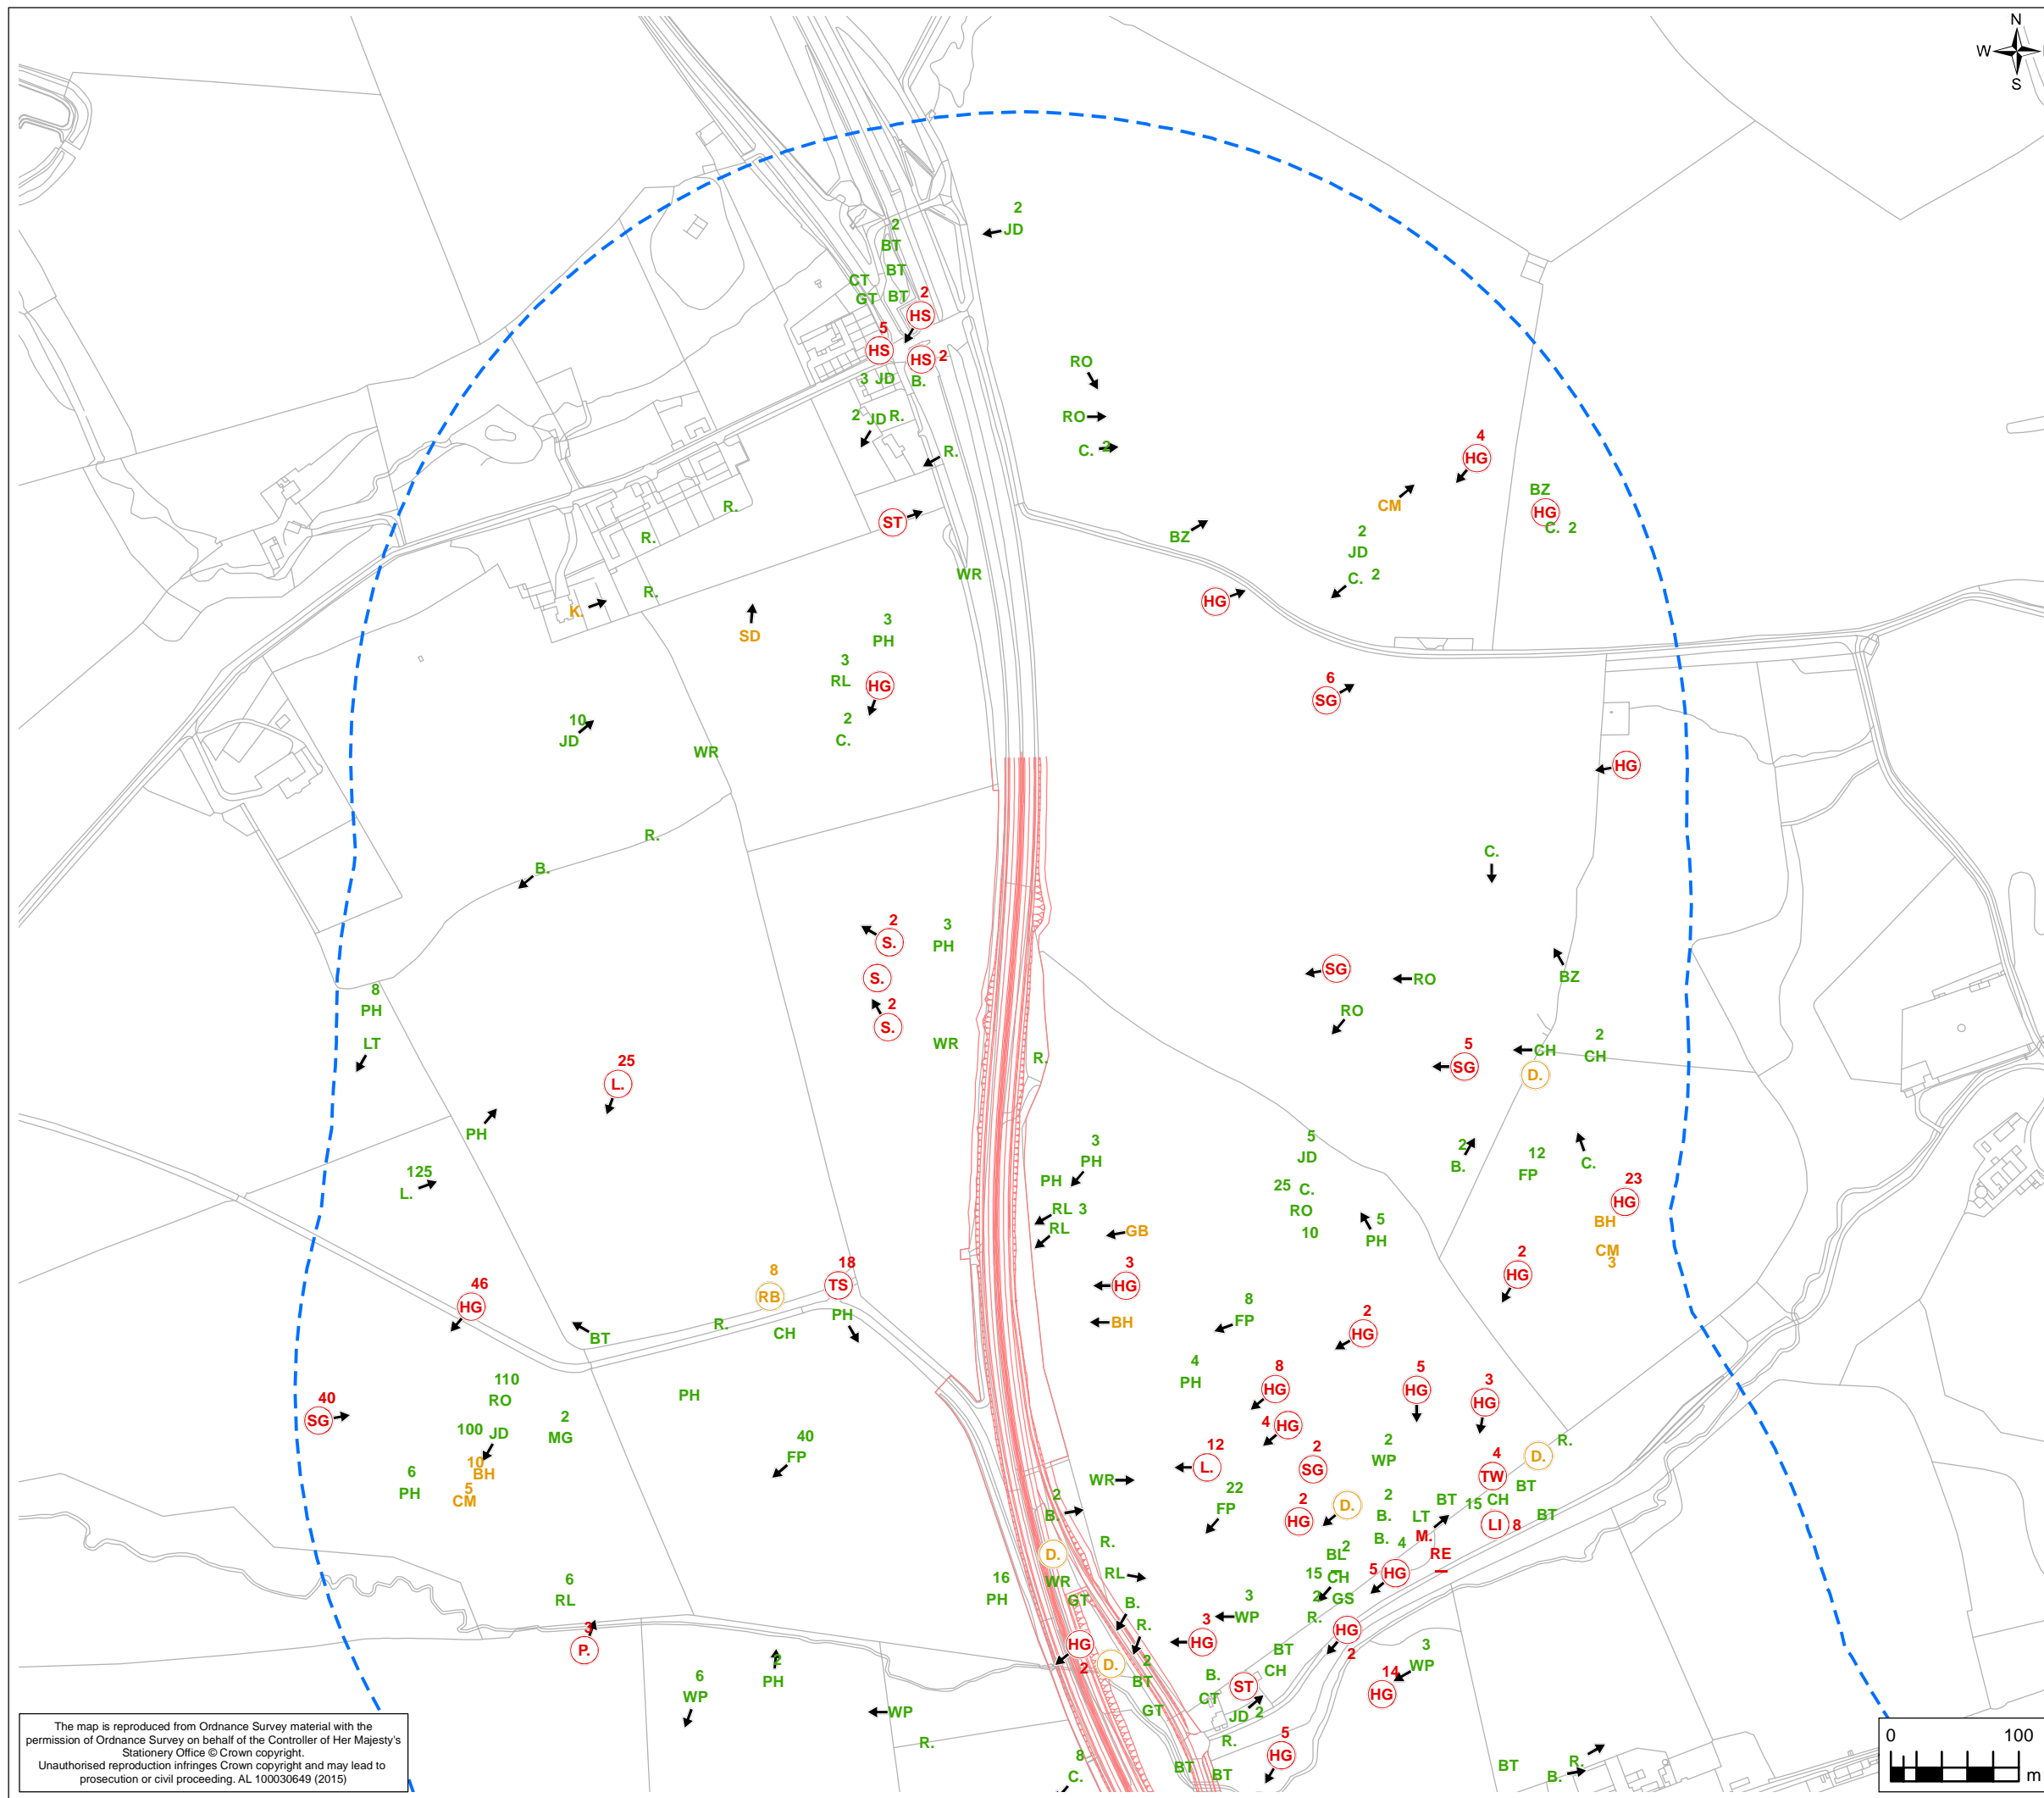 N
W
S
2
JD
2
BT
BT
CT
GT
BT
2
HS
5
HS
HS 2
3 JD
B.
RO
2
JD
R.
RO
C. 2
R.
4
HG
CM
BZ
HG
C. 2
R.
ST
BZ
2
JD
R.
WR
C. 2
R.
K.
HG
SD
3
PH
3
RL
HG
6
SG
10
JD
2
C.
WR
HG
R.
C.
B.
2
S.
3
PH
S.
SG
RO
BZ
8
PH
2
S.
RO
LT
WR
R.
CH
2
CH
25
L.
5
SG
D.
PH
3
PH
5
JD
2
B.
12
FP
C.
125
L.
PH
25 C.
RO
10
23
HG
RL 3
RL
GB
5
PH
BH
CM
3
18
TS
8
RB
3
HG
2
HG
46
HG
PH
BT
R.
CH
BH
8
FP
2
HG
110
RO
PH
4
PH
8
HG
5
HG
3
HG
40
SG
2
MG
100 JD
4 HG
40
FP
2
WP
R.
D.
10
BH
12
L.
2
SG
4
TW
6
PH
5
CM
WR
22
FP
BT
2
B.
D.
2
B.
BT
15 CH
2
HG
LT
LI 8
BT
M.
B. 4
R.
D.
RE
2
BL
6
RL
16
PH
WR
RL
15 CH
5 HG
GT
B.
GS
3
WP
2
R.
3
P.
R.
HG
2
3
HG
HG
2
BT
3
WP
2
PH
D.
2
BT
B.
CH
6
WP
ST
14
HG
CT
WP
GT
JD 2
R.
R.
5
HG
8
C.
BT
BT
BT
R.
B.
The map is reproduced from Ordnance Survey material with the
permission of Ordnance Survey on behalf of the Controller of Her Majesty's
Stationery Office © Crown copyright.
Unauthorised reproduction infringes Crown copyright and may lead to
prosecution or civil proceeding. AL 100030649 (2015)
0 100
m